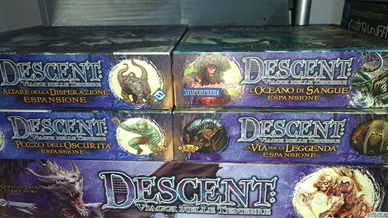 DESCENT:
VIAGGI NELLE TENEBRE
ALTARE DELLA DISPERAZIONE
ESPANSIONE
DESCENT:
VIAGGI NELLE TENEBRE
L'OCEANO DI SANGUE
ESPANSIONE
DESCENT:
VIAGGI NELLE TENEBRE
POZZO DELL'OSCURITÀ
ESPANSIONE
DESCENT:
VIAGGI NELLE TENEBRE
LA VIA PER LA LEGGENDA
ESPANSIONE
DESCENT:
VIAGGI NELLE TENEBRE